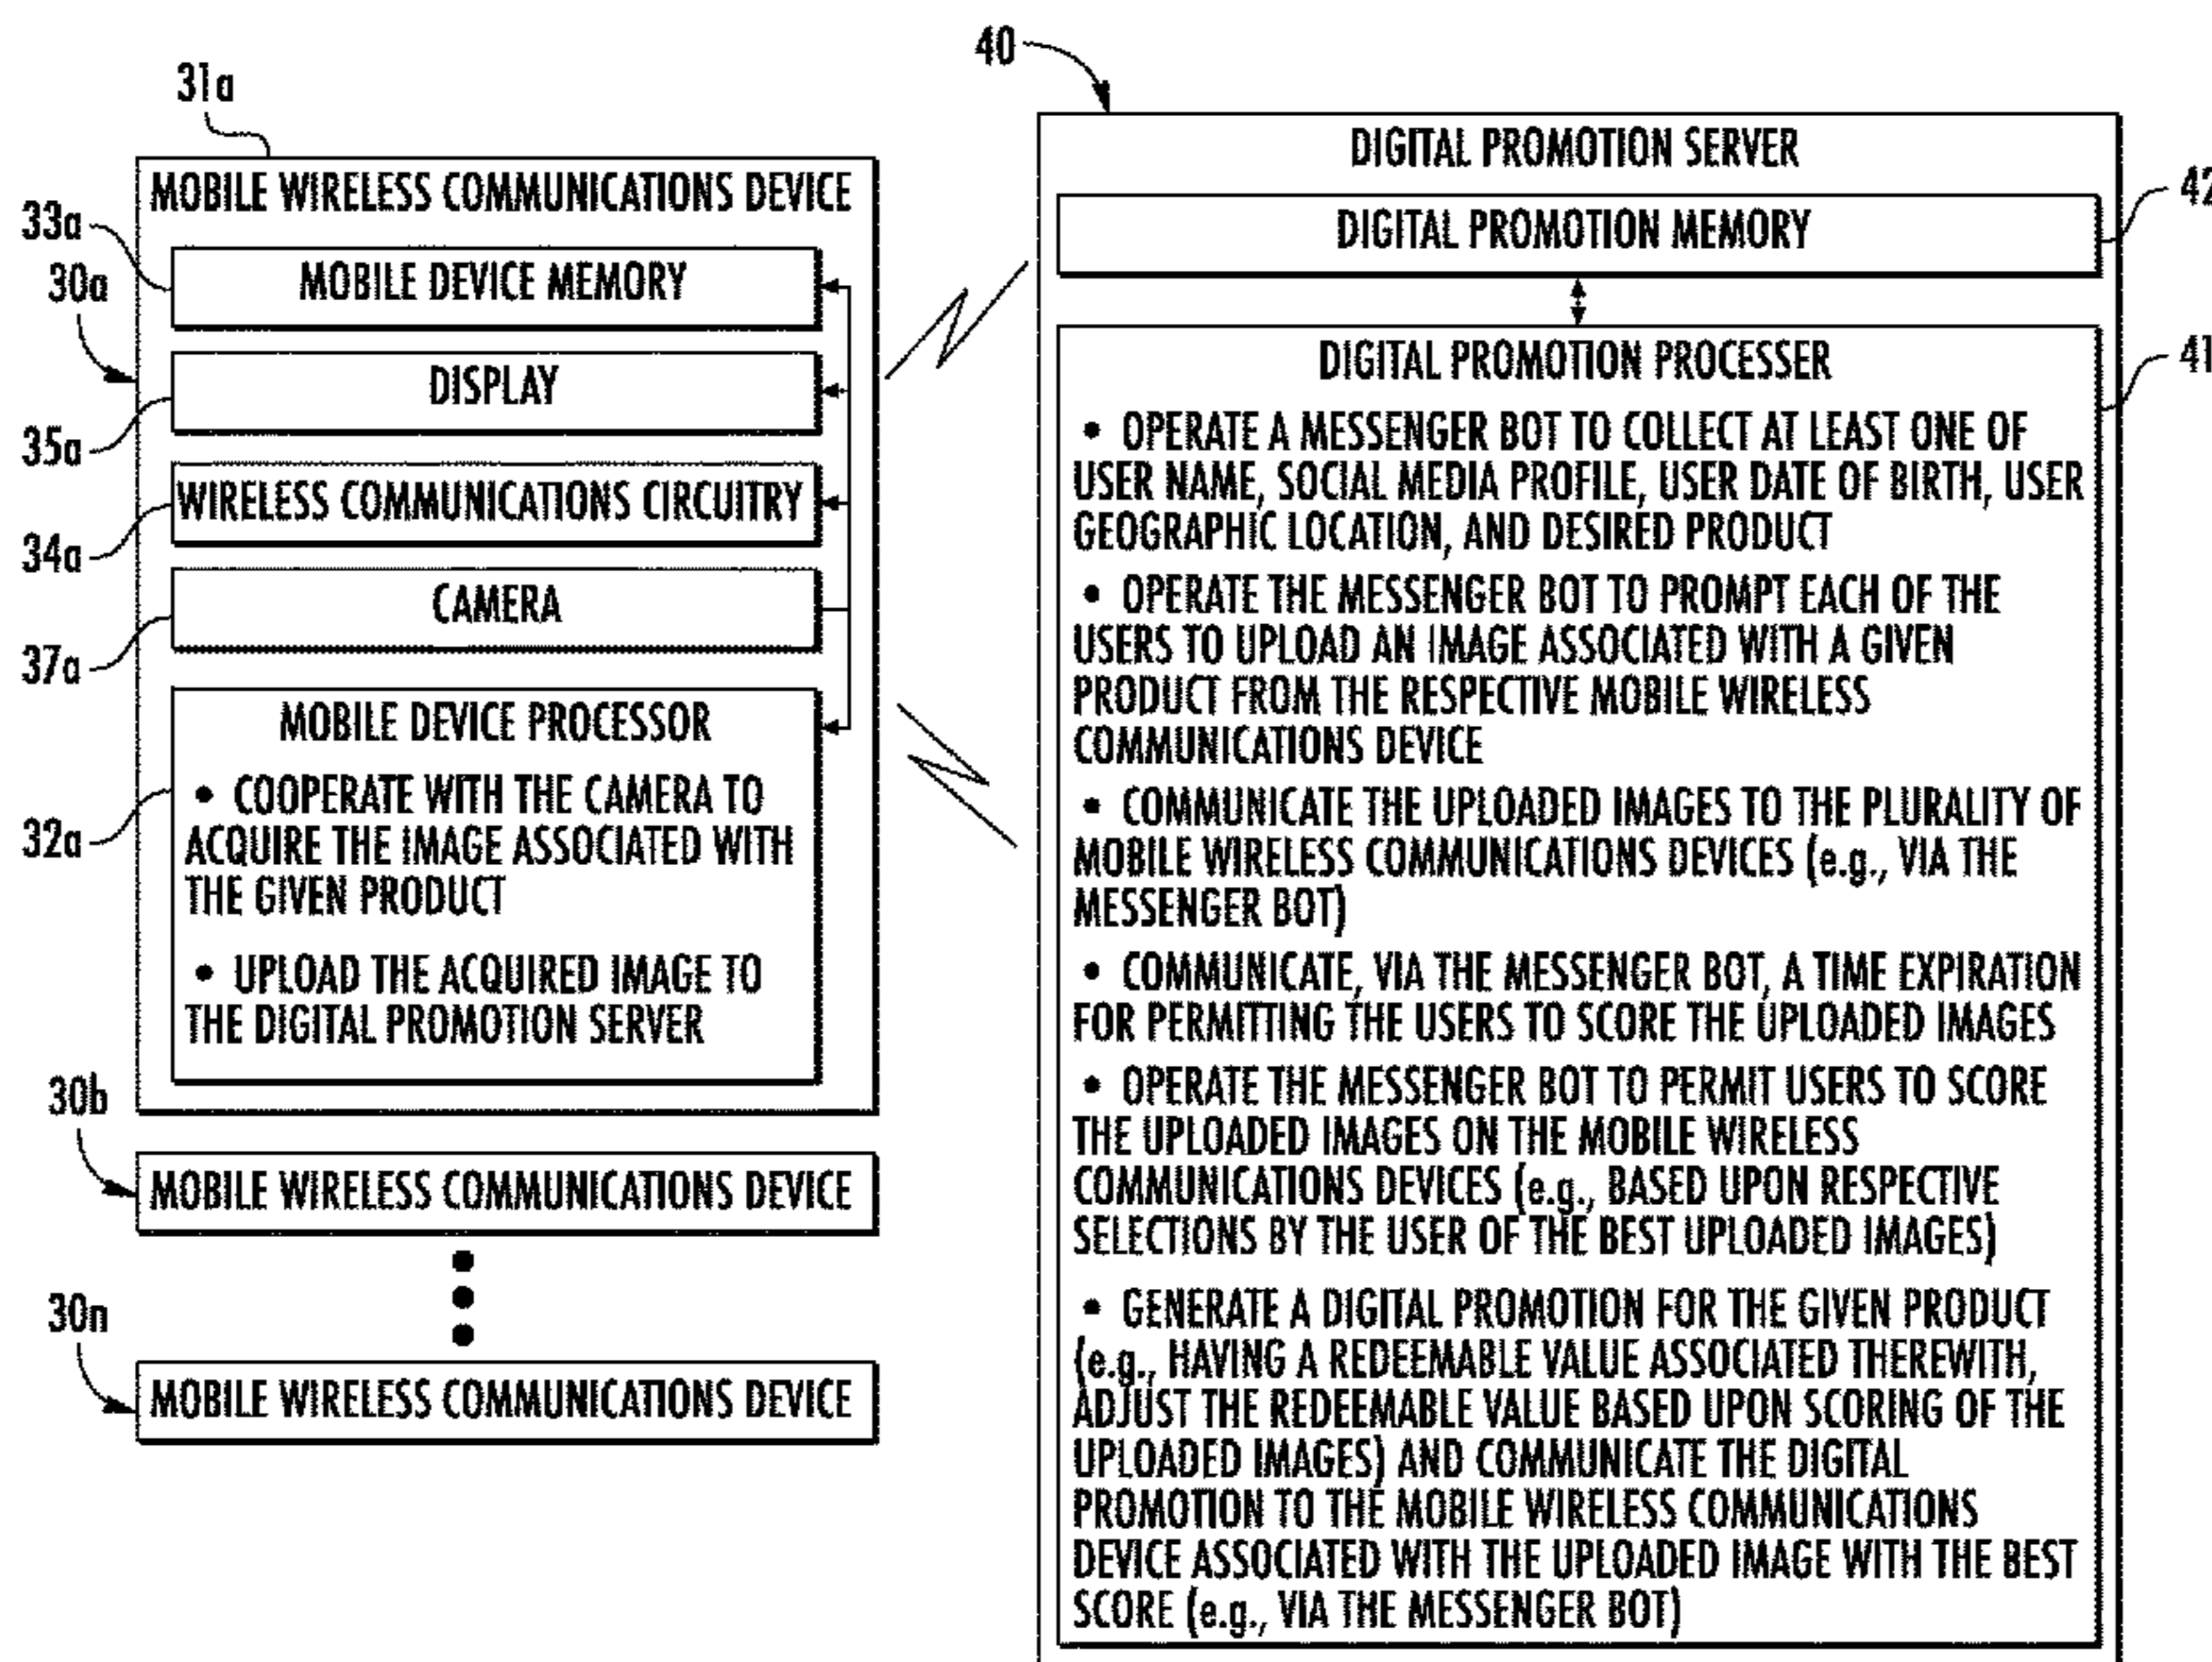 40
31a
MOBILE WIRELESS COMMUNICATIONS DEVICE
33a
MOBILE DEVICE MEMORY
30a
DISPLAY
35a
WIRELESS COMMUNICATIONS CIRCUITRY
34a
CAMERA
37a
MOBILE DEVICE PROCESSOR
• COOPERATE WITH THE CAMERA TO
ACQUIRE THE IMAGE ASSOCIATED WITH
THE GIVEN PRODUCT
32a
• UPLOAD THE ACQUIRED IMAGE TO
THE DIGITAL PROMOTION SERVER
30b
MOBILE WIRELESS COMMUNICATIONS DEVICE
30n
MOBILE WIRELESS COMMUNICATIONS DEVICE
DIGITAL PROMOTION SERVER
42
DIGITAL PROMOTION MEMORY
41
DIGITAL PROMOTION PROCESSER
• OPERATE A MESSENGER BOT TO COLLECT AT LEAST ONE OF
USER NAME, SOCIAL MEDIA PROFILE, USER DATE OF BIRTH, USER
GEOGRAPHIC LOCATION, AND DESIRED PRODUCT
• OPERATE THE MESSENGER BOT TO PROMPT EACH OF THE
USERS TO UPLOAD AN IMAGE ASSOCIATED WITH A GIVEN
PRODUCT FROM THE RESPECTIVE MOBILE WIRELESS
COMMUNICATIONS DEVICE
• COMMUNICATE THE UPLOADED IMAGES TO THE PLURALITY OF
MOBILE WIRELESS COMMUNICATIONS DEVICES (e.g., VIA THE
MESSENGER BOT)
• COMMUNICATE, VIA THE MESSENGER BOT, A TIME EXPIRATION
FOR PERMITTING THE USERS TO SCORE THE UPLOADED IMAGES
• OPERATE THE MESSENGER BOT TO PERMIT USERS TO SCORE
THE UPLOADED IMAGES ON THE MOBILE WIRELESS
COMMUNICATIONS DEVICES (e.g., BASED UPON RESPECTIVE
SELECTIONS BY THE USER OF THE BEST UPLOADED IMAGES)
• GENERATE A DIGITAL PROMOTION FOR THE GIVEN PRODUCT
(e.g., HAVING A REDEEMABLE VALUE ASSOCIATED THEREWITH,
ADJUST THE REDEEMABLE VALUE BASED UPON SCORING OF THE
UPLOADED IMAGES) AND COMMUNICATE THE DIGITAL
PROMOTION TO THE MOBILE WIRELESS COMMUNICATIONS
DEVICE ASSOCIATED WITH THE UPLOADED IMAGE WITH THE BEST
SCORE (e.g., VIA THE MESSENGER BOT)